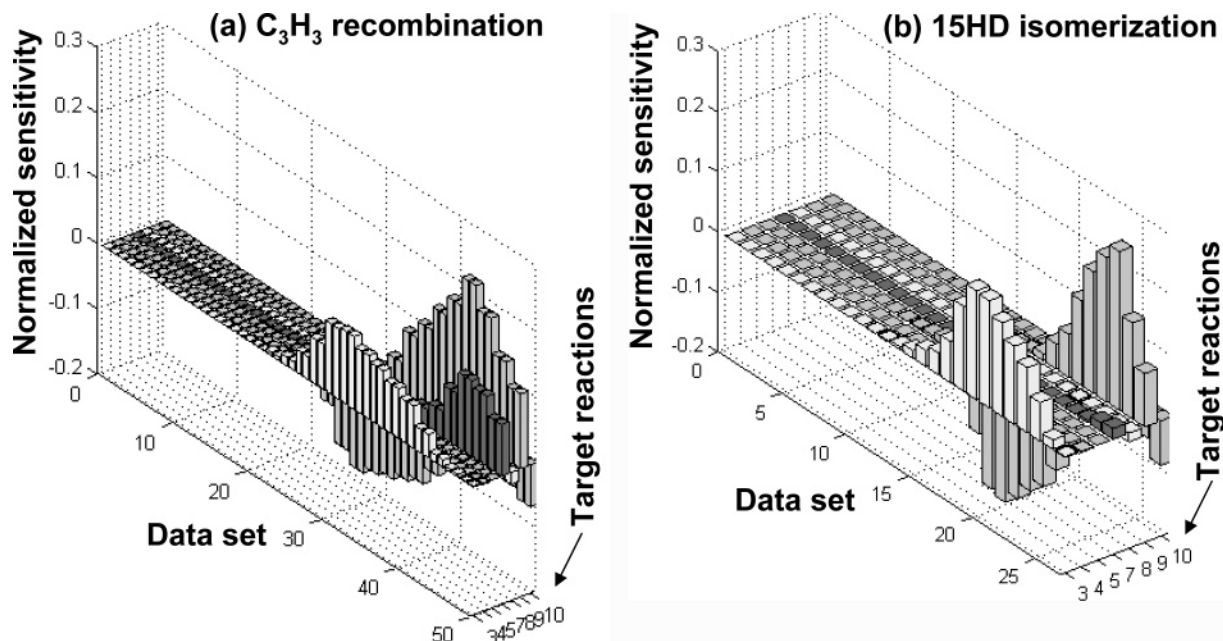 (a) C₃H₃ recombination
Normalized sensitivity
0.3
0.2
0.1
0
-0.1
-0.2
0
10
20
30
40
50
Data set
34578910
Target reactions
(b) 15HD isomerization
Normalized sensitivity
0.3
0.2
0.1
0
-0.1
-0.2
0
5
10
15
20
25
Data set
3 4 5 7 8 9 10
Target reactions